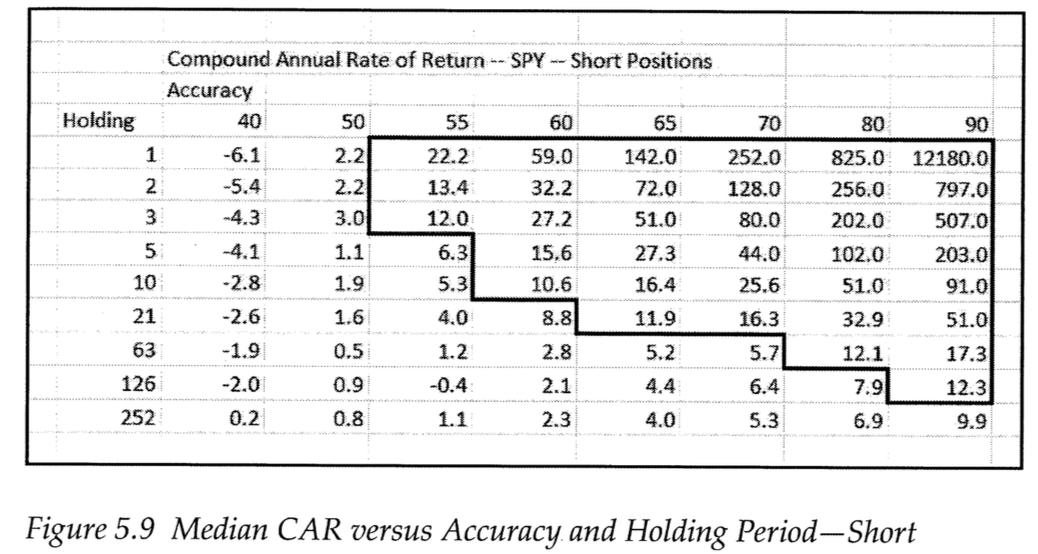 Compound Annual Rate of Return -- SPY -- Short Positions
Accuracy
Holding 40 50 55 60 65 70 80 90
1 -6.1 2.2 22.2 59.0 142.0 252.0 825.0 12180.0
2 -5.4 2.2 13.4 32.2 72.0 128.0 256.0 797.0
3 -4.3 3.0 12.0 27.2 51.0 80.0 202.0 507.0
5 -4.1 1.1 6.3 15.6 27.3 44.0 102.0 203.0
10 -2.8 1.9 5.3 10.6 16.4 25.6 51.0 91.0
21 -2.6 1.6 4.0 8.8 11.9 16.3 32.9 51.0
63 -1.9 0.5 1.2 2.8 5.2 5.7 12.1 17.3
126 -2.0 0.9 -0.4 2.1 4.4 6.4 7.9 12.3
252 0.2 0.8 1.1 2.3 4.0 5.3 6.9 9.9
Figure 5.9 Median CAR versus Accuracy and Holding Period—Short